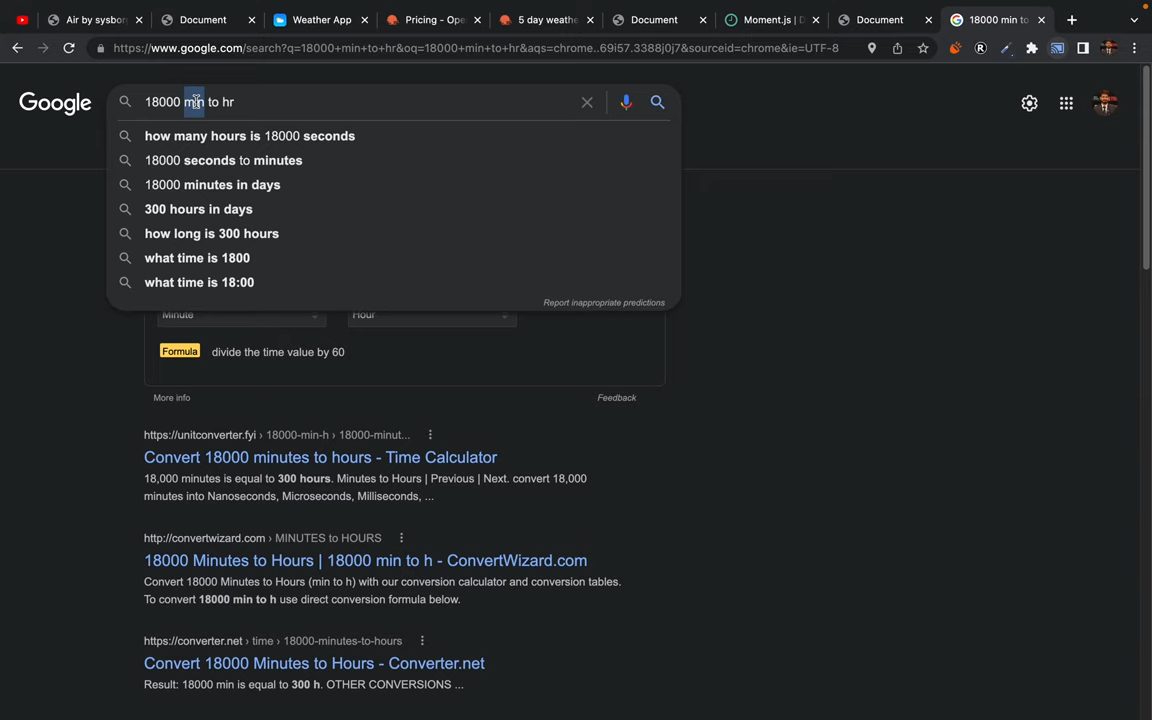 Air by sysbor
Document
Weather App
Pricing - Ope
5 day weathe
Document
Moment.js | D
Document
18000 min to
https://www.google.com/search?q=18000+min+to+hr&oq=18000+min+to+hr&aqs=chrome..69i57.3388j0j7&sourceid=chrome&ie=UTF-8
Google
18000 min to hr
how many hours is 18000 seconds
18000 seconds to minutes
18000 minutes in days
300 hours in days
how long is 300 hours
what time is 1800
what time is 18:00
Report inappropriate predictions
Minute
Hour
Formula divide the time value by 60
More info
Feedback
https://unitconverter.fyi › 18000-min-h › 18000-minut...
Convert 18000 minutes to hours - Time Calculator
18,000 minutes is equal to 300 hours. Minutes to Hours | Previous | Next. convert 18,000
minutes into Nanoseconds, Microseconds, Milliseconds, ...
http://convertwizard.com › MINUTES to HOURS
18000 Minutes to Hours | 18000 min to h - ConvertWizard.com
Convert 18000 Minutes to Hours (min to h) with our conversion calculator and conversion tables.
To convert 18000 min to h use direct conversion formula below.
https://converter.net › time › 18000-minutes-to-hours
Convert 18000 Minutes to Hours - Converter.net
Result: 18000 min is equal to 300 h. OTHER CONVERSIONS ...